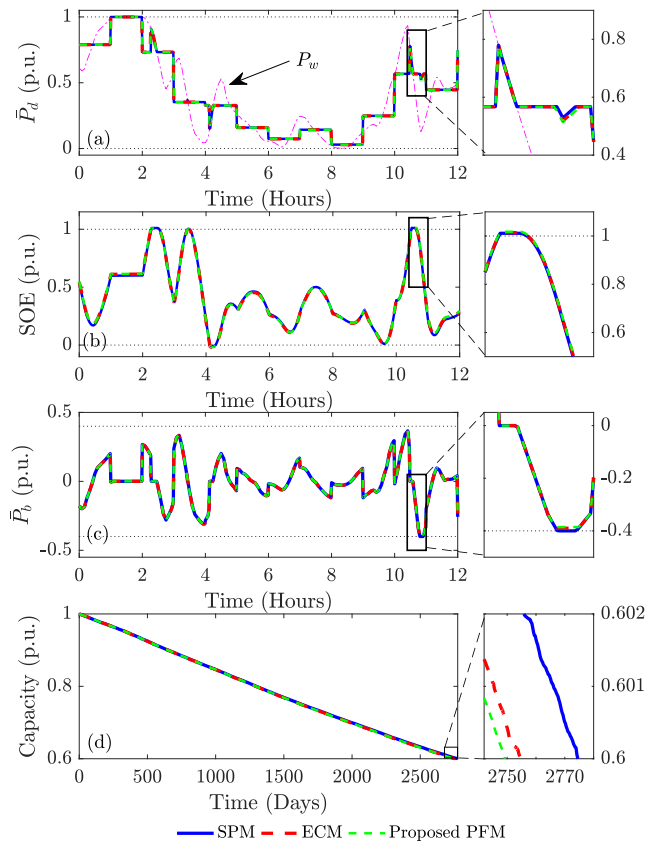 1
0.5
0
P̄_d (p.u.)
P_w
(a)
0 2 4 6 8 10 12
Time (Hours)
0.8
0.6
0.4
1
0.5
0
SOE (p.u.)
(b)
0 2 4 6 8 10 12
Time (Hours)
1
0.8
0.6
0.5
0
-0.5
P̄_b (p.u.)
(c)
0 2 4 6 8 10 12
Time (Hours)
0
-0.2
-0.4
1
0.8
0.6
Capacity (p.u.)
(d)
0 500 1000 1500 2000 2500
Time (Days)
0.602
0.601
0.6
2750 2770
SPM ECM Proposed PFM